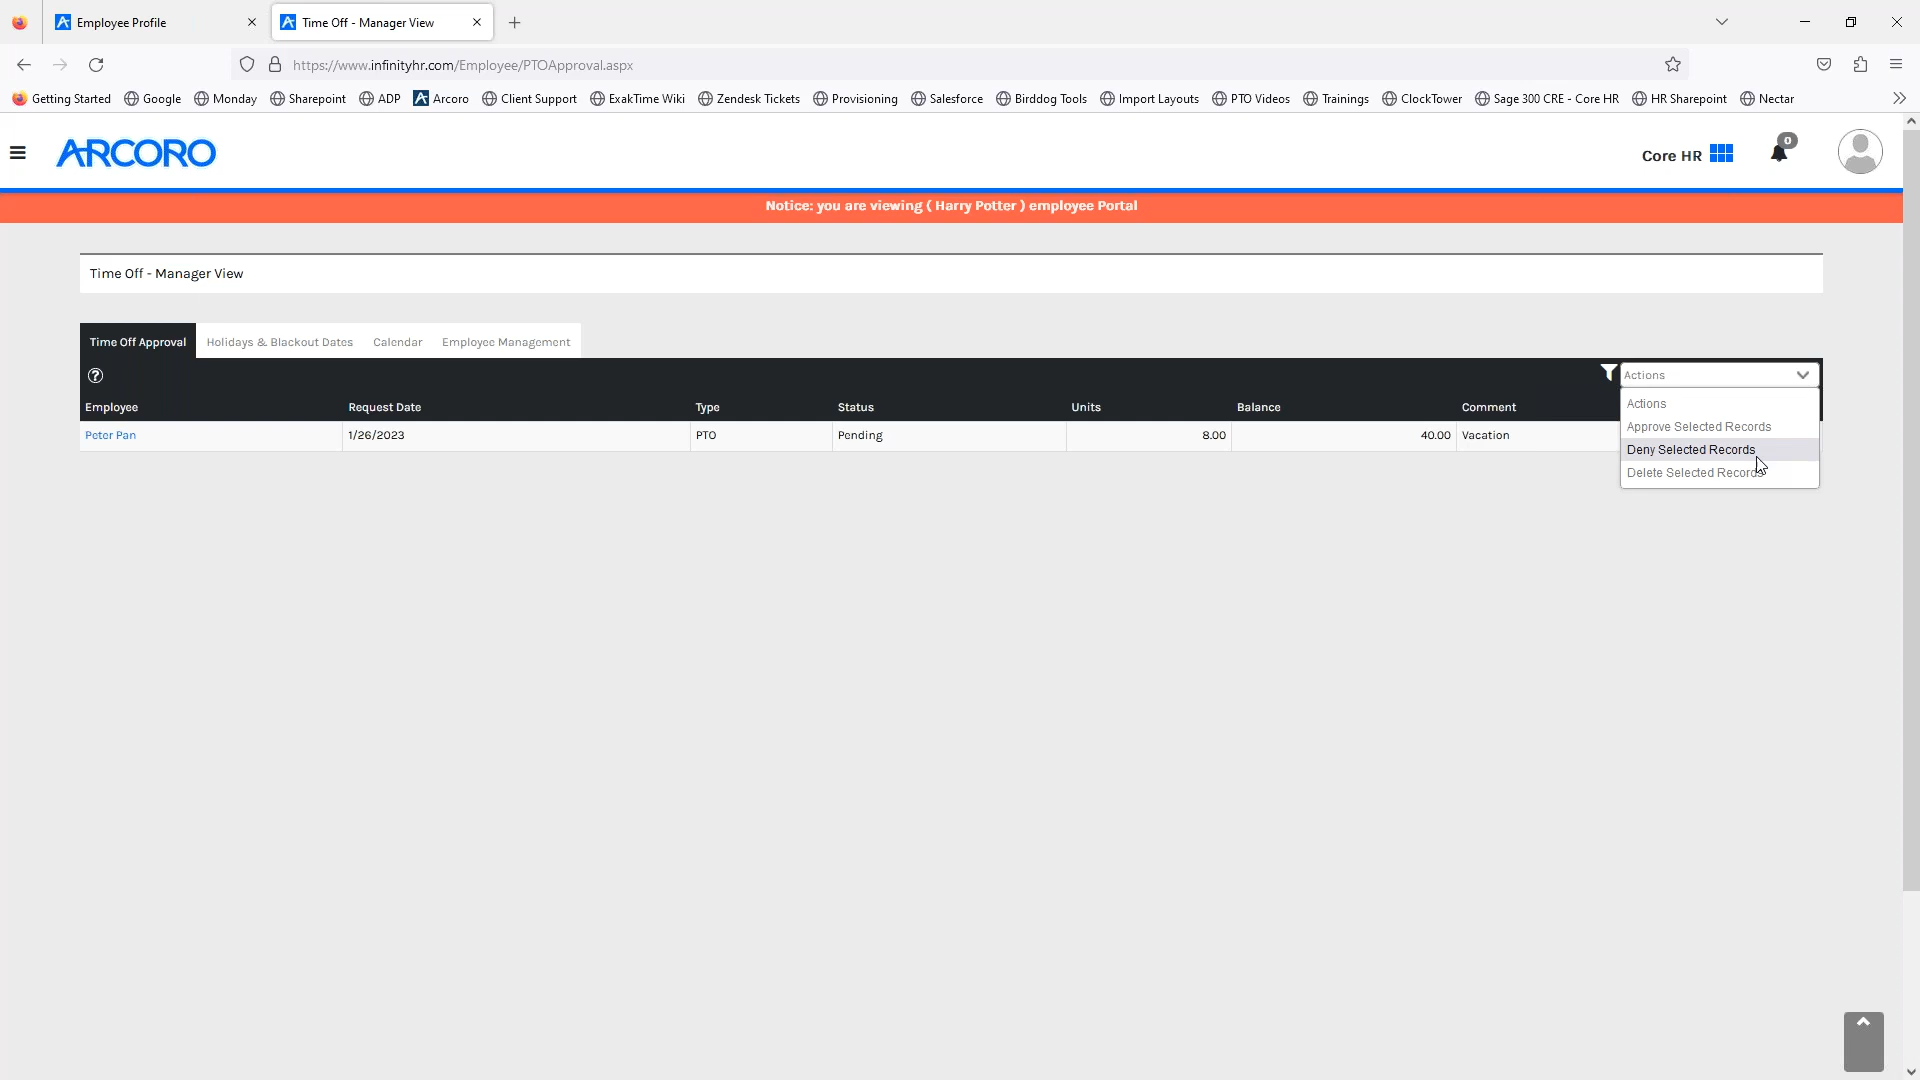 Employee Profile
Time Off - Manager View
https://www.infinityhr.com/Employee/PTOApproval.aspx
Getting Started Google Monday Sharepoint ADP Arcoro Client Support ExakTime Wiki Zendesk Tickets Provisioning Salesforce Birddog Tools Import Layouts PTO Videos Trainings ClockTower Sage 300 CRE - Core HR HR Sharepoint Nectar
ARCORO
Core HR
0
Notice: you are viewing ( Harry Potter ) employee Portal
Time Off - Manager View
Time Off Approval Holidays & Blackout Dates Calendar Employee Management
? Actions
Employee Request Date Type Status Units Balance Comment
Peter Pan 1/26/2023 PTO Pending 8.00 40.00 Vacation
Actions
Approve Selected Records
Deny Selected Records
Delete Selected Records